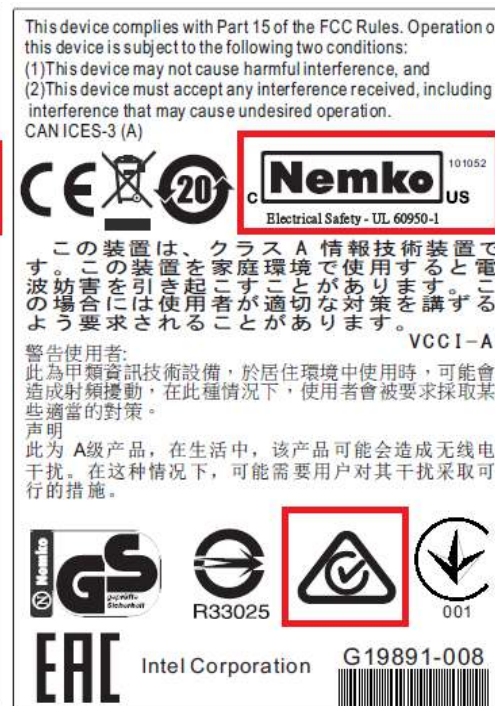 This device complies with Part 15 of the FCC Rules. Operation o
this device is subject to the following two conditions:
(1)This device may not cause harmful interference, and
(2)This device must accept any interference received, including
interference that may cause undesired operation.
CAN ICES-3 (A)
CE
20
C Nemko US
101052
Electrical Safety - UL 60950-1
この装置は、クラス A 情報技術装置で
す。この装置を家庭環境で使用すると電
波妨害を引き起こすことがあります。こ
の場合には使用者が適切な対策を講ずる
よう要求されることがあります。
VCCI-A
警告使用者:
此為甲類資訊技術設備，於居住環境中使用時，可能會
造成射頻擾動，在此種情況下，使用者會被要求採取某
些適當的對策。
声明
此为 A级产品，在生活中，该产品可能会造成无线电
干扰。在这种情况下，可能需要用户对其干扰采取可
行的措施。
Nemko
GS
geprüfte
Sicherheit
R33025
001
EAC
Intel Corporation
G19891-008